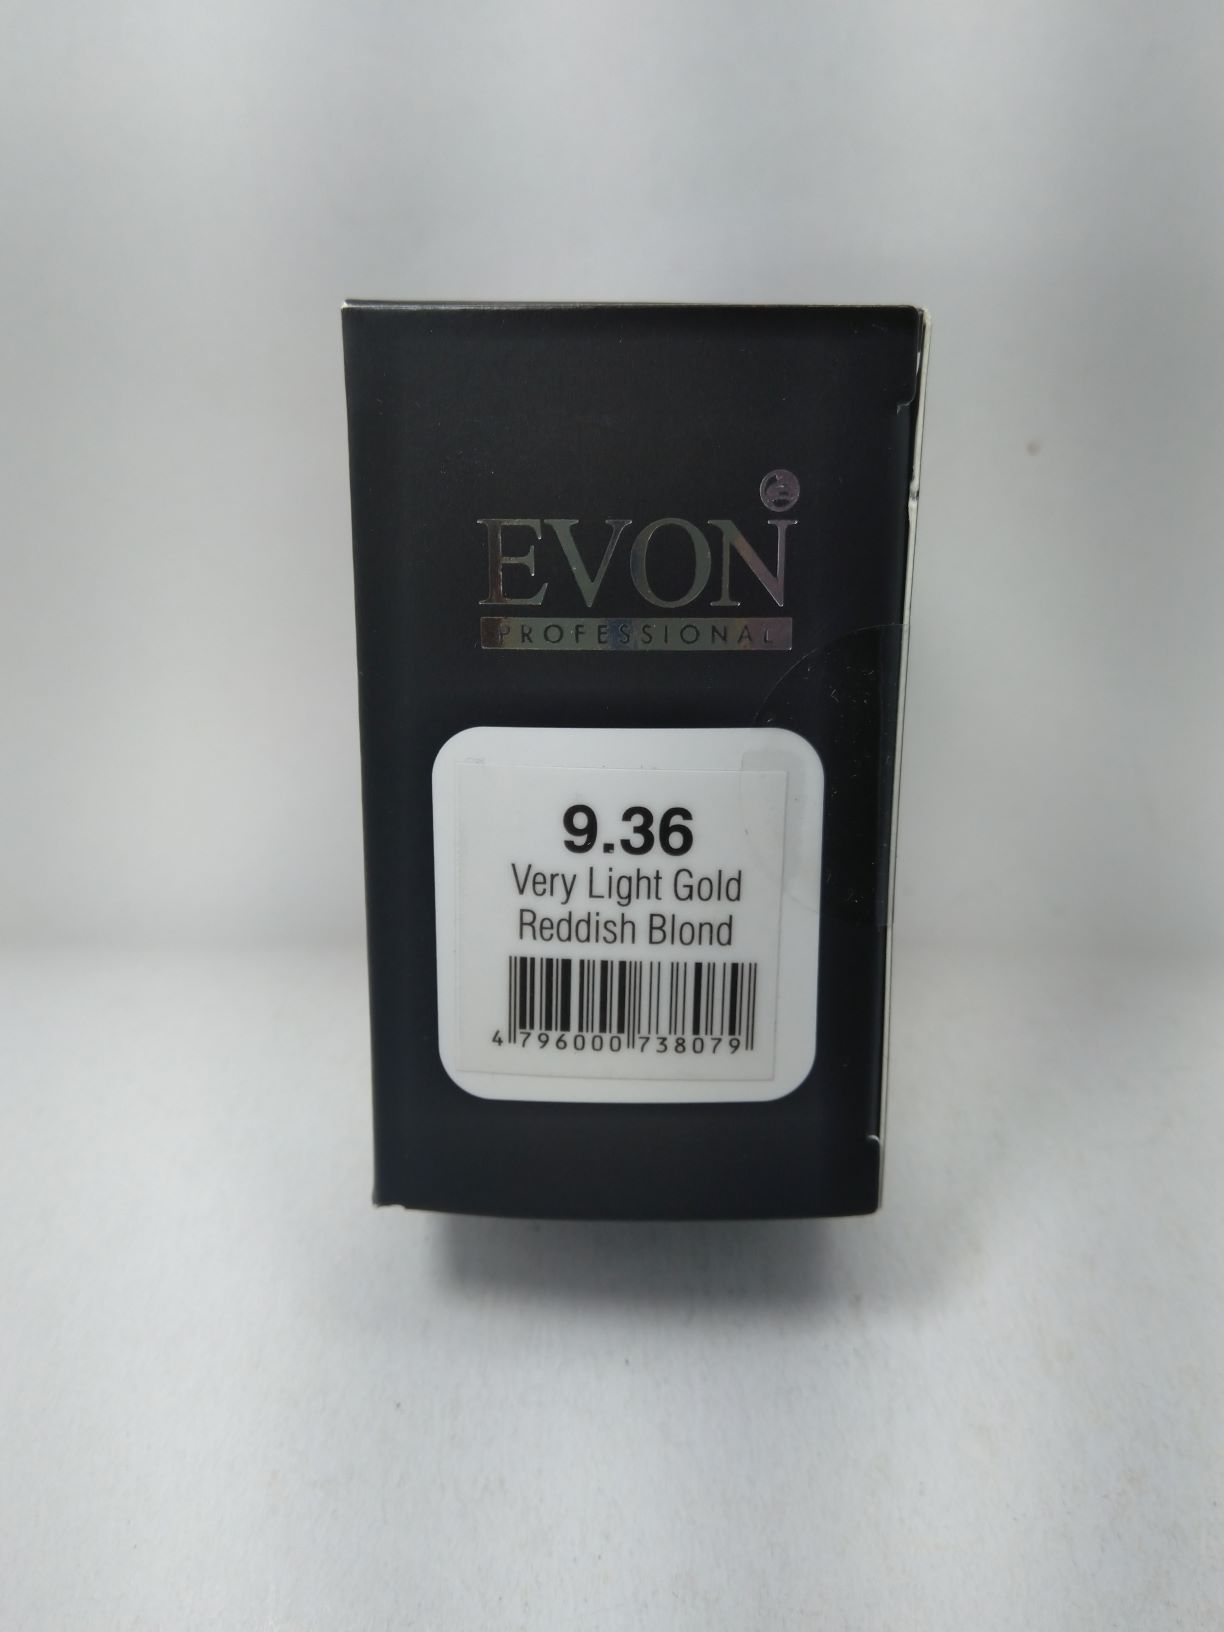 EVON
PROFESSIONAL
9.36
Very Light Gold
Reddish Blond
4 796000 738079